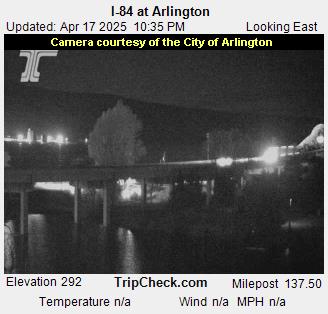 I-84 at Arlington
Updated: Apr 17 2025 10:35 PM Looking East
Camera courtesy of the City of Arlington
Elevation 292 TripCheck.com Milepost 137.50
Temperature n/a Wind n/a MPH n/a